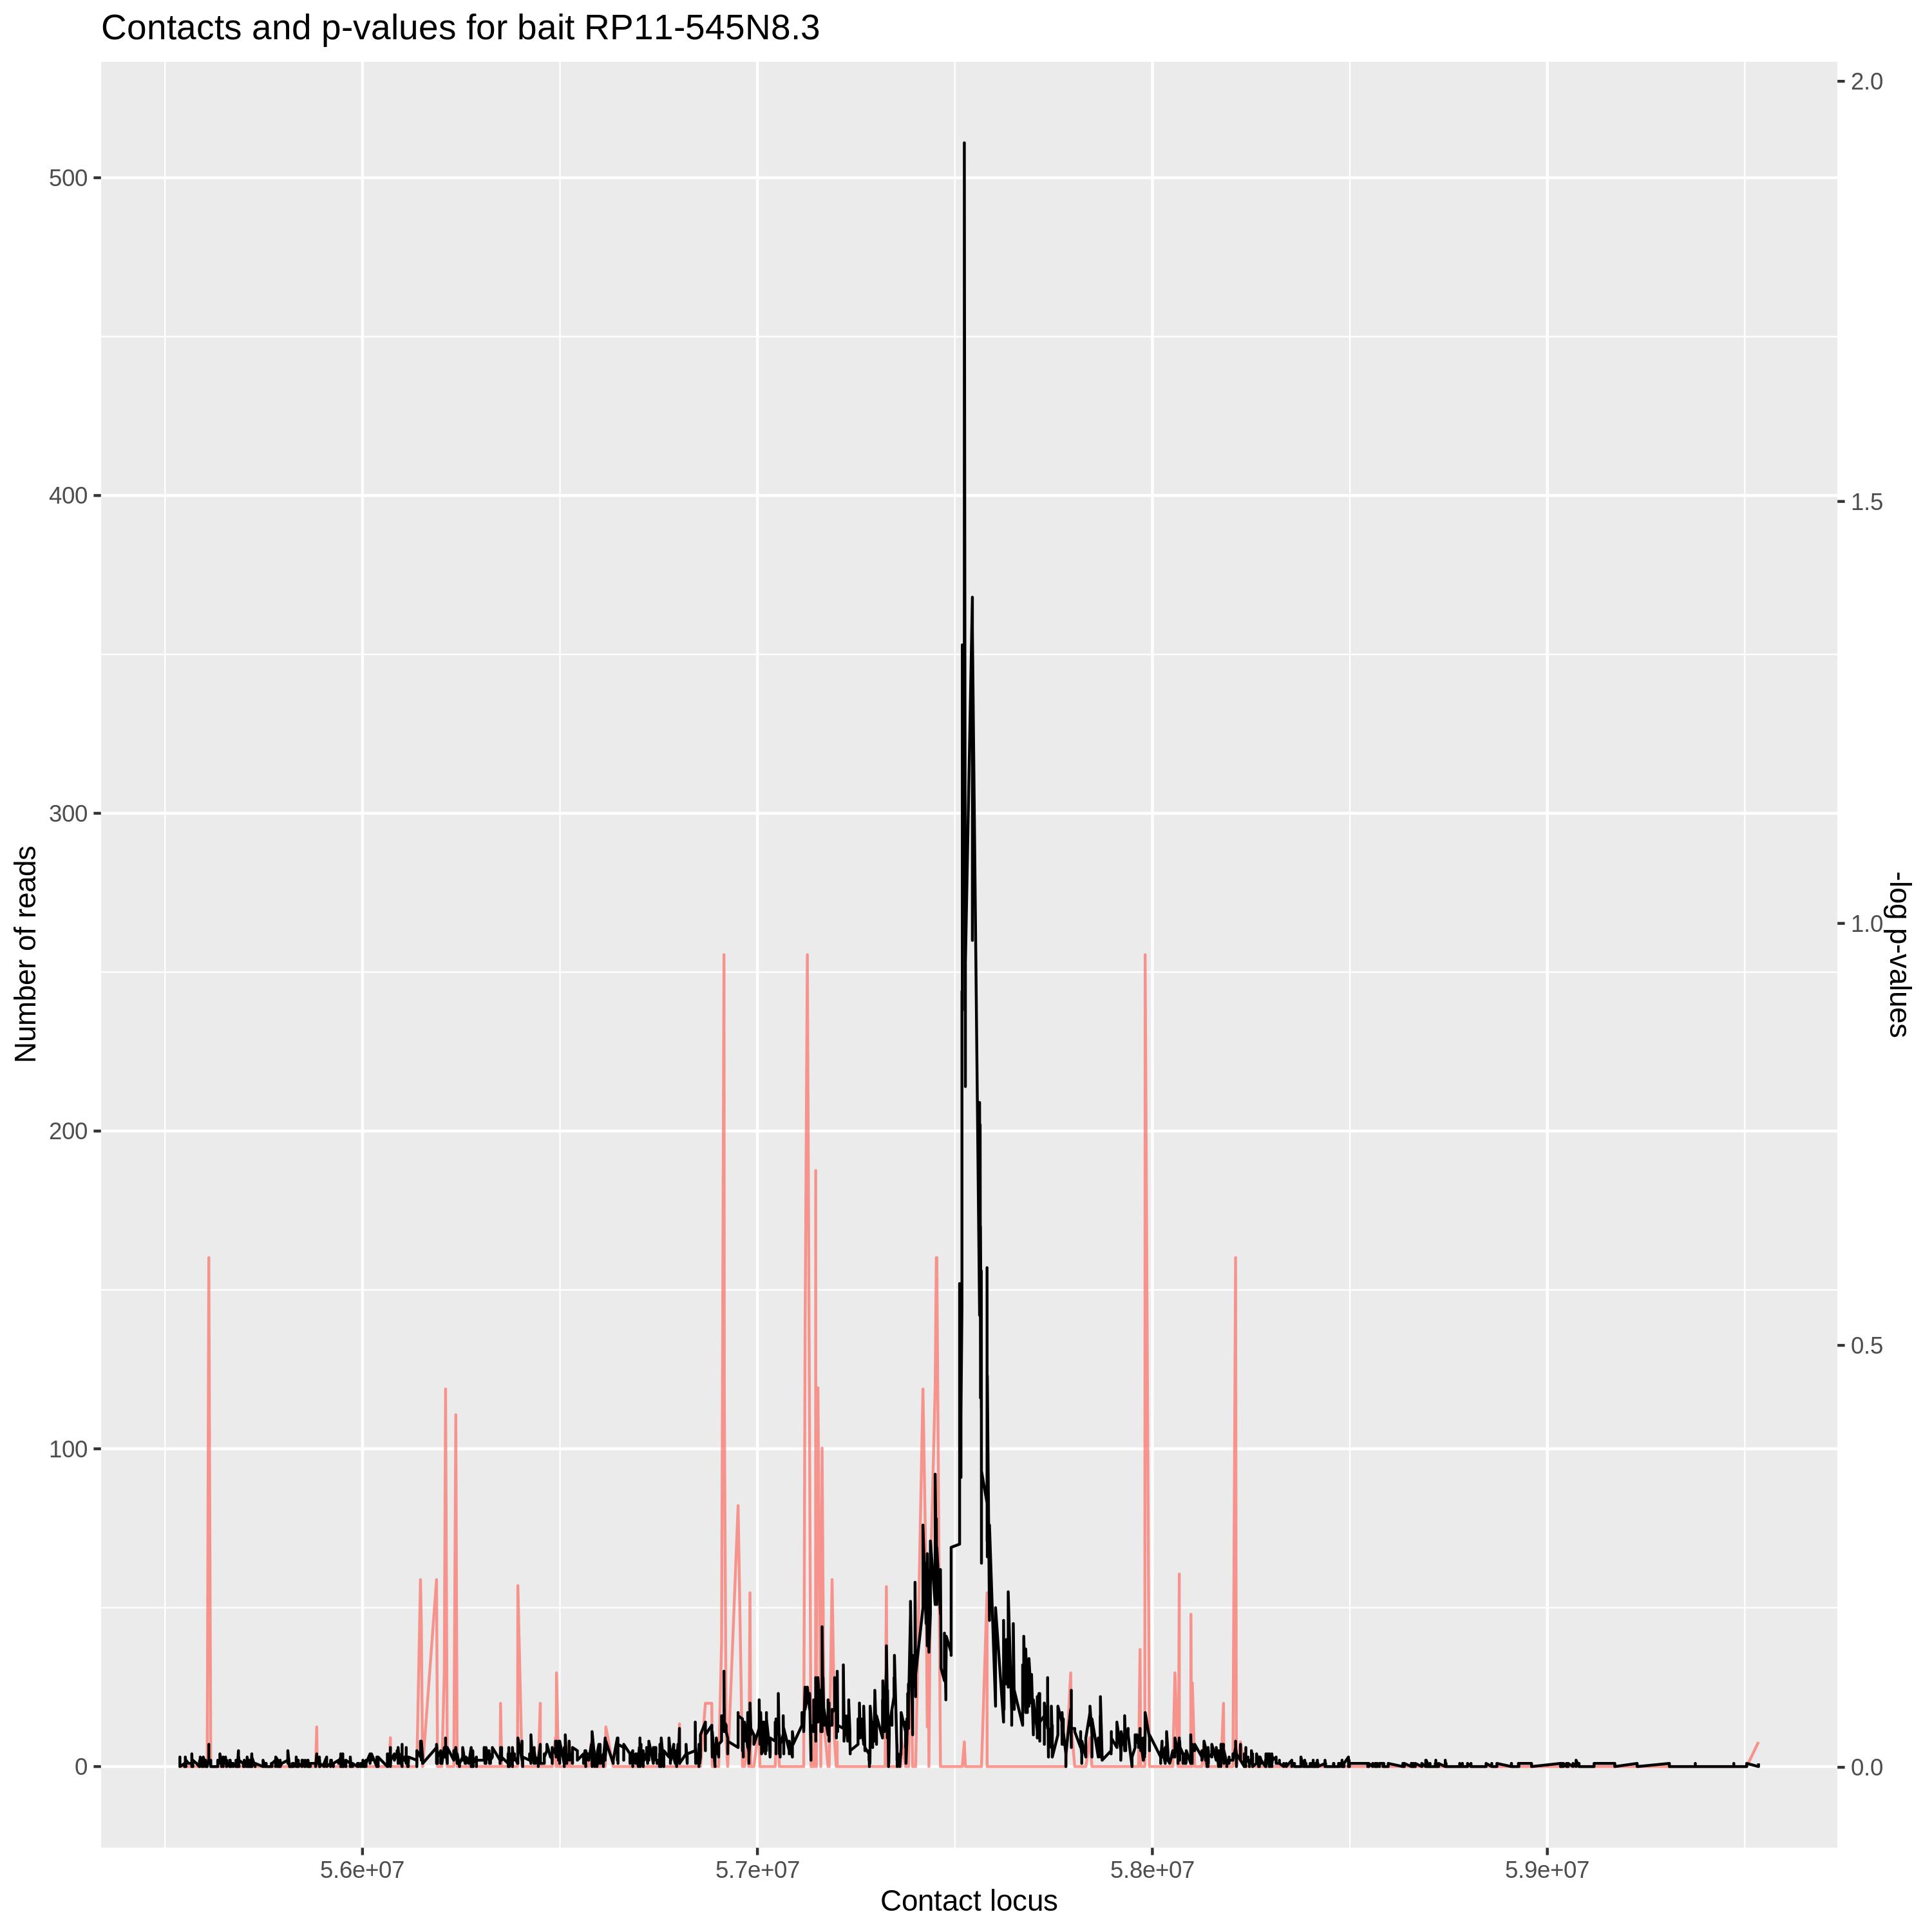 Contacts and p-values for bait RP11-545N8.3
Number of reads
500
400
300
200
100
0
2.0
1.5
1.0
0.5
0.0
-log p-values
5.6e+07 5.7e+07 5.8e+07 5.9e+07
Contact locus